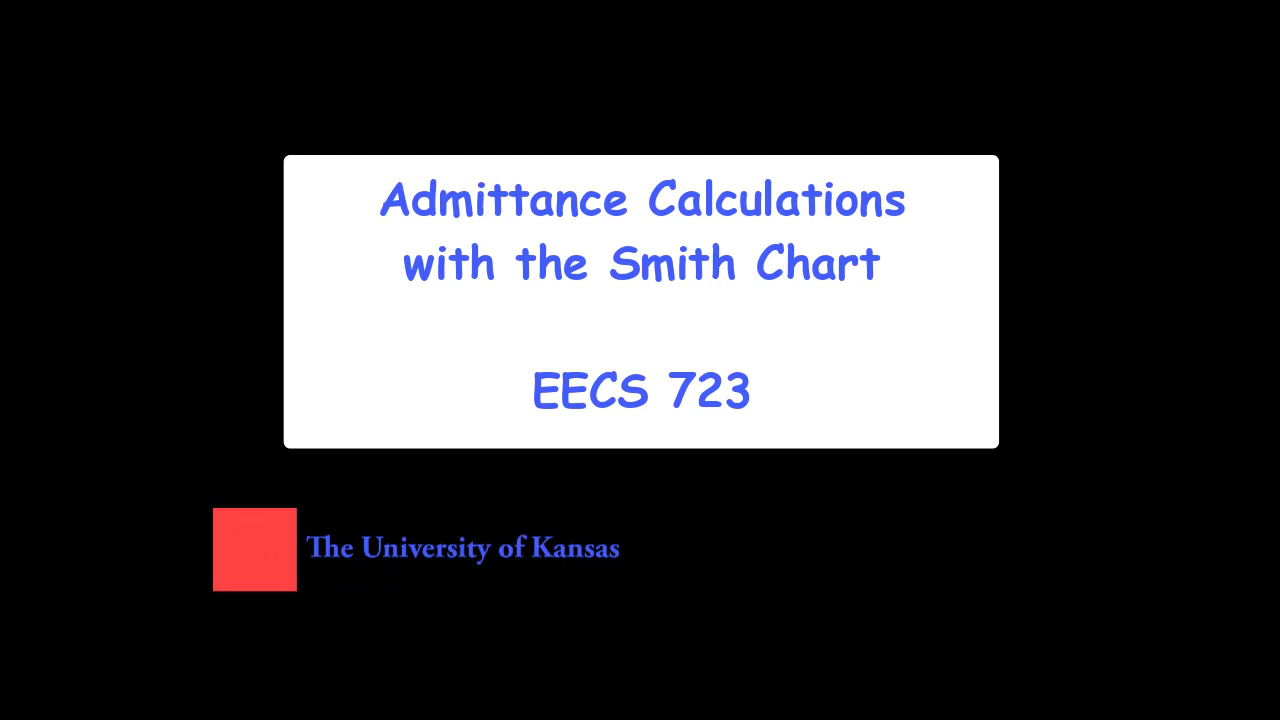 Admittance Calculations
with the Smith Chart
EECS 723
The University of Kansas